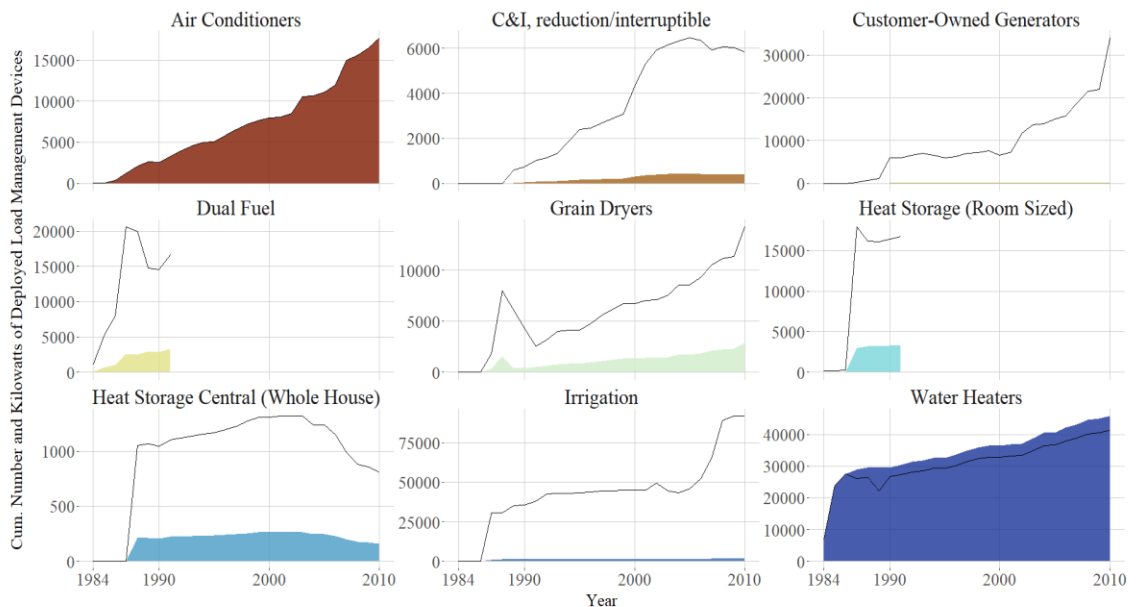 Cum. Number and Kilowatts of Deployed Load Management Devices
Air Conditioners
15000
10000
5000
0
C&I, reduction/interruptible
6000
4000
2000
0
Customer-Owned Generators
30000
20000
10000
0
Dual Fuel
20000
15000
10000
5000
0
Grain Dryers
10000
5000
0
Heat Storage (Room Sized)
15000
10000
5000
0
Heat Storage Central (Whole House)
1000
500
0
1984 1990 2000 2010
Irrigation
75000
50000
25000
0
1984 1990 2000 2010
Water Heaters
40000
30000
20000
10000
0
1984 1990 2000 2010
Year